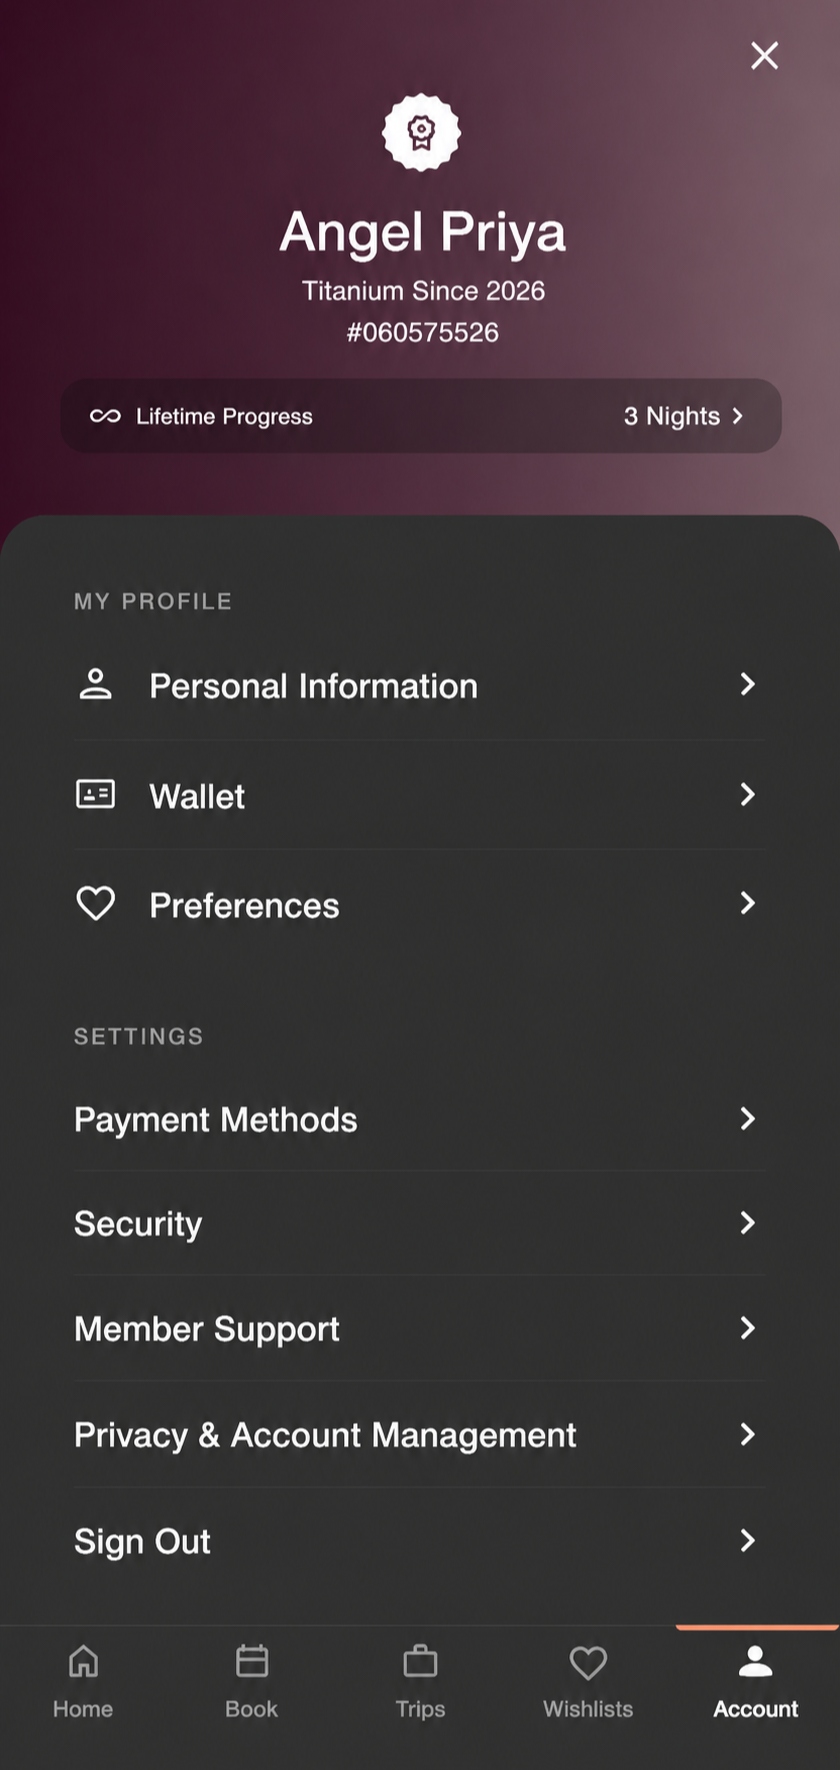 Angel Priya
Titanium Since 2026
#060575526
Lifetime Progress 3 Nights
MY PROFILE
Personal Information
Wallet
Preferences
SETTINGS
Payment Methods
Security
Member Support
Privacy & Account Management
Sign Out
Home Book Trips Wishlists Account